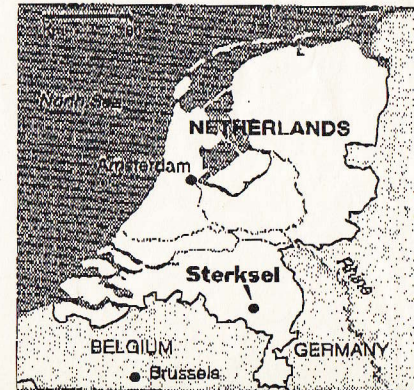 North Sea
NETHERLANDS
Amsterdam
Sterksel
Rhine
BELGIUM
GERMANY
Brussels